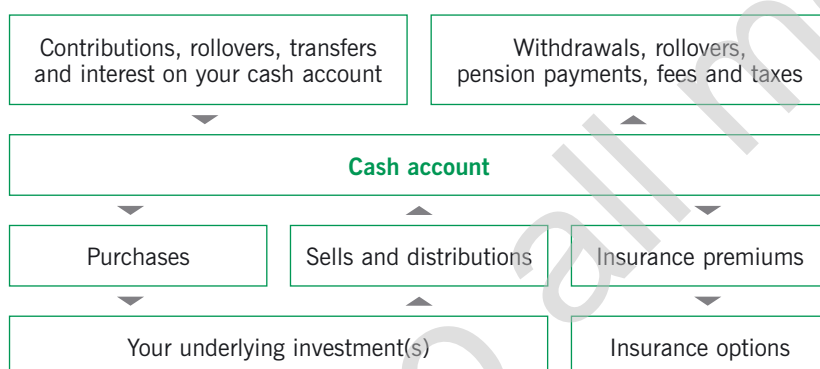 Contributions, rollovers, transfers
and interest on your cash account
Withdrawals, rollovers,
pension payments, fees and taxes
Cash account
Purchases
Sells and distributions
Insurance premiums
Your underlying investment(s)
Insurance options